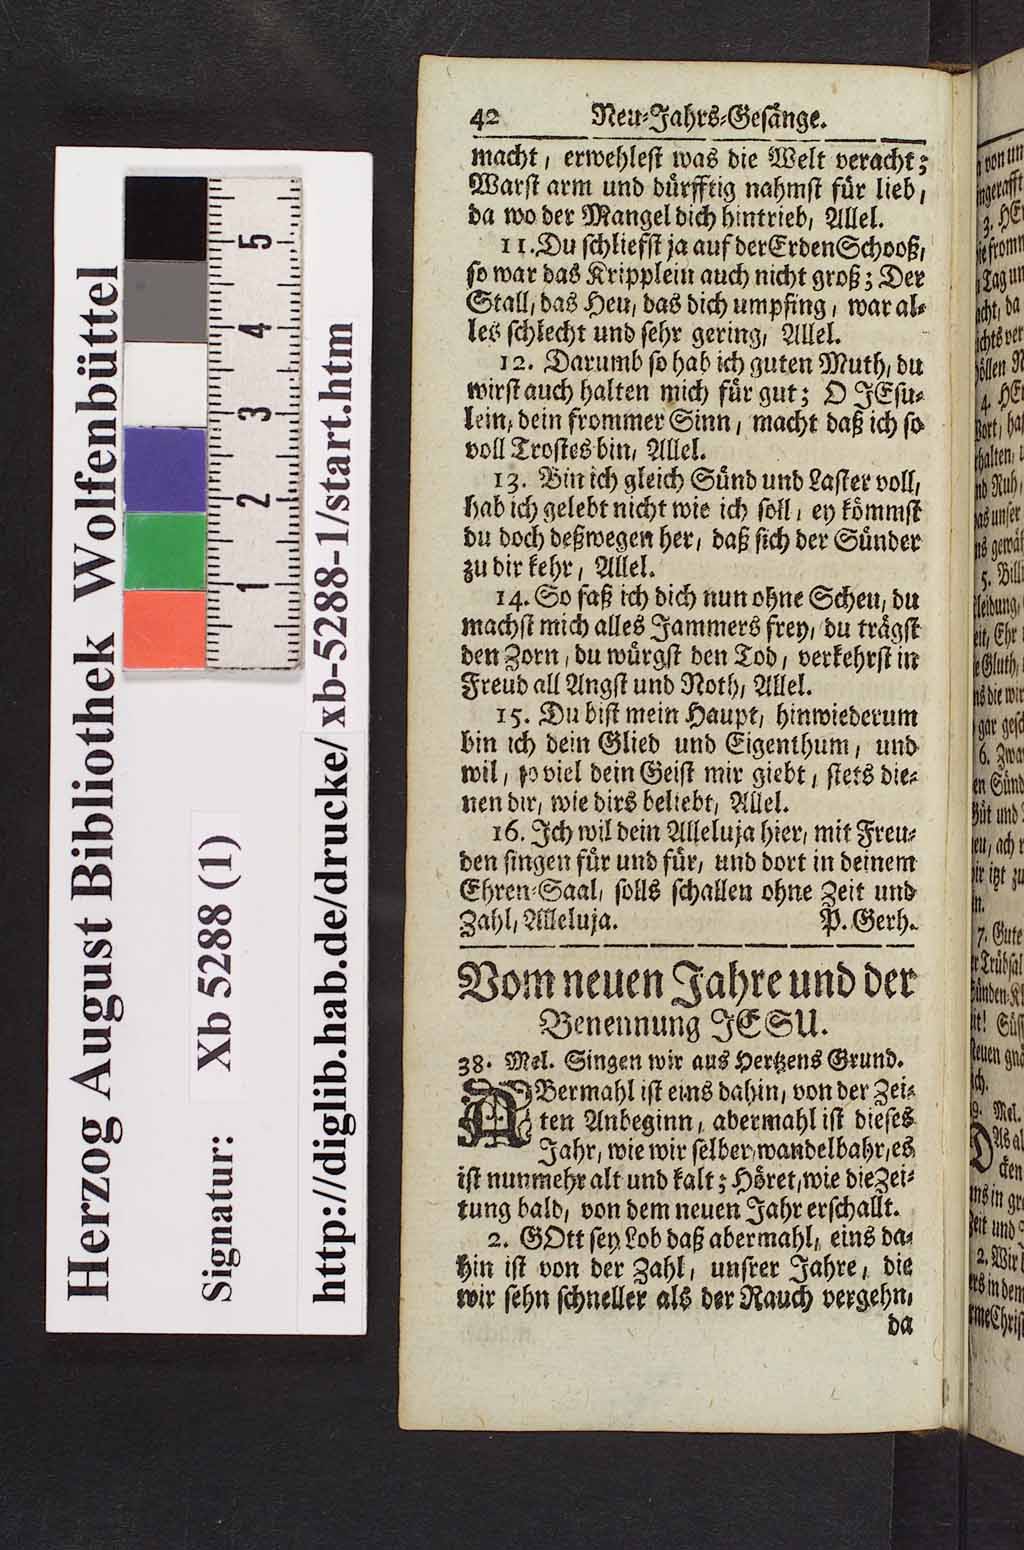 Herzog August Bibliothek Wolfenbüttel
Signatur: Xb 5288 (1)
http://diglib.hab.de/drucke/xb-5288-1/start.htm
5
4
3
2
1
42 Neu-Jahrs-Gesänge.
macht, erwehlest was die Welt veracht;
Warst arm und dürfftig nahmst für lieb,
da wo der Mangel dich hintrieb, Allel.
11. Du schliefst ja auf der Erden Schooß,
so war das Kripplein auch nicht groß; Der
Stall, das Heu, das dich umpfing, war al-
les schlecht und sehr gering, Allel.
12. Darumb so hab ich guten Muth, du
wirst auch halten mich für gut; O JEsu-
lein, dein frommer Sinn, macht daß ich so
voll Trostes bin, Allel.
13. Bin ich gleich Sünd und Laster voll,
hab ich gelebt nicht wie ich soll, ey kömmst
du doch deßwegen her, daß sich der Sünder
zu dir kehr, Allel.
14. So faß ich dich nun ohne Scheu, du
machst mich alles Jammers frey, du trägst
den Zorn, du würgst den Tod, verkehrst in
Freud all Angst und Noth, Allel.
15. Du bist mein Haupt, hinwiederum
bin ich dein Glied und Eigenthum, und
wil, so viel dein Geist mir giebt, stets die-
nen dir, wie dirs beliebt, Allel.
16. Ich wil dein Alleluja hier, mit Freu-
den singen für und für, und dort in deinem
Ehren-Saal, solls schallen ohne Zeit und
Zahl, Alleluja. P. Gerh.
Vom neuen Jahre und der
Benennung JESU.
38. Mel. Singen wir aus Hertzens Grund.
ABermahl ist eins dahin, von der Zei-
ten Anbeginn, abermahl ist dieses
Jahr, wie wir selber, wandelbahr, es
ist nunmehr alt und kalt; Höret, wie die Zei-
tung bald, von dem neuen Jahr erschallt.
2. GOtt sey Lob daß abermahl, eins da-
hin ist von der Zahl, unsrer Jahre, die
wir sehn schneller als der Rauch vergehn,
da